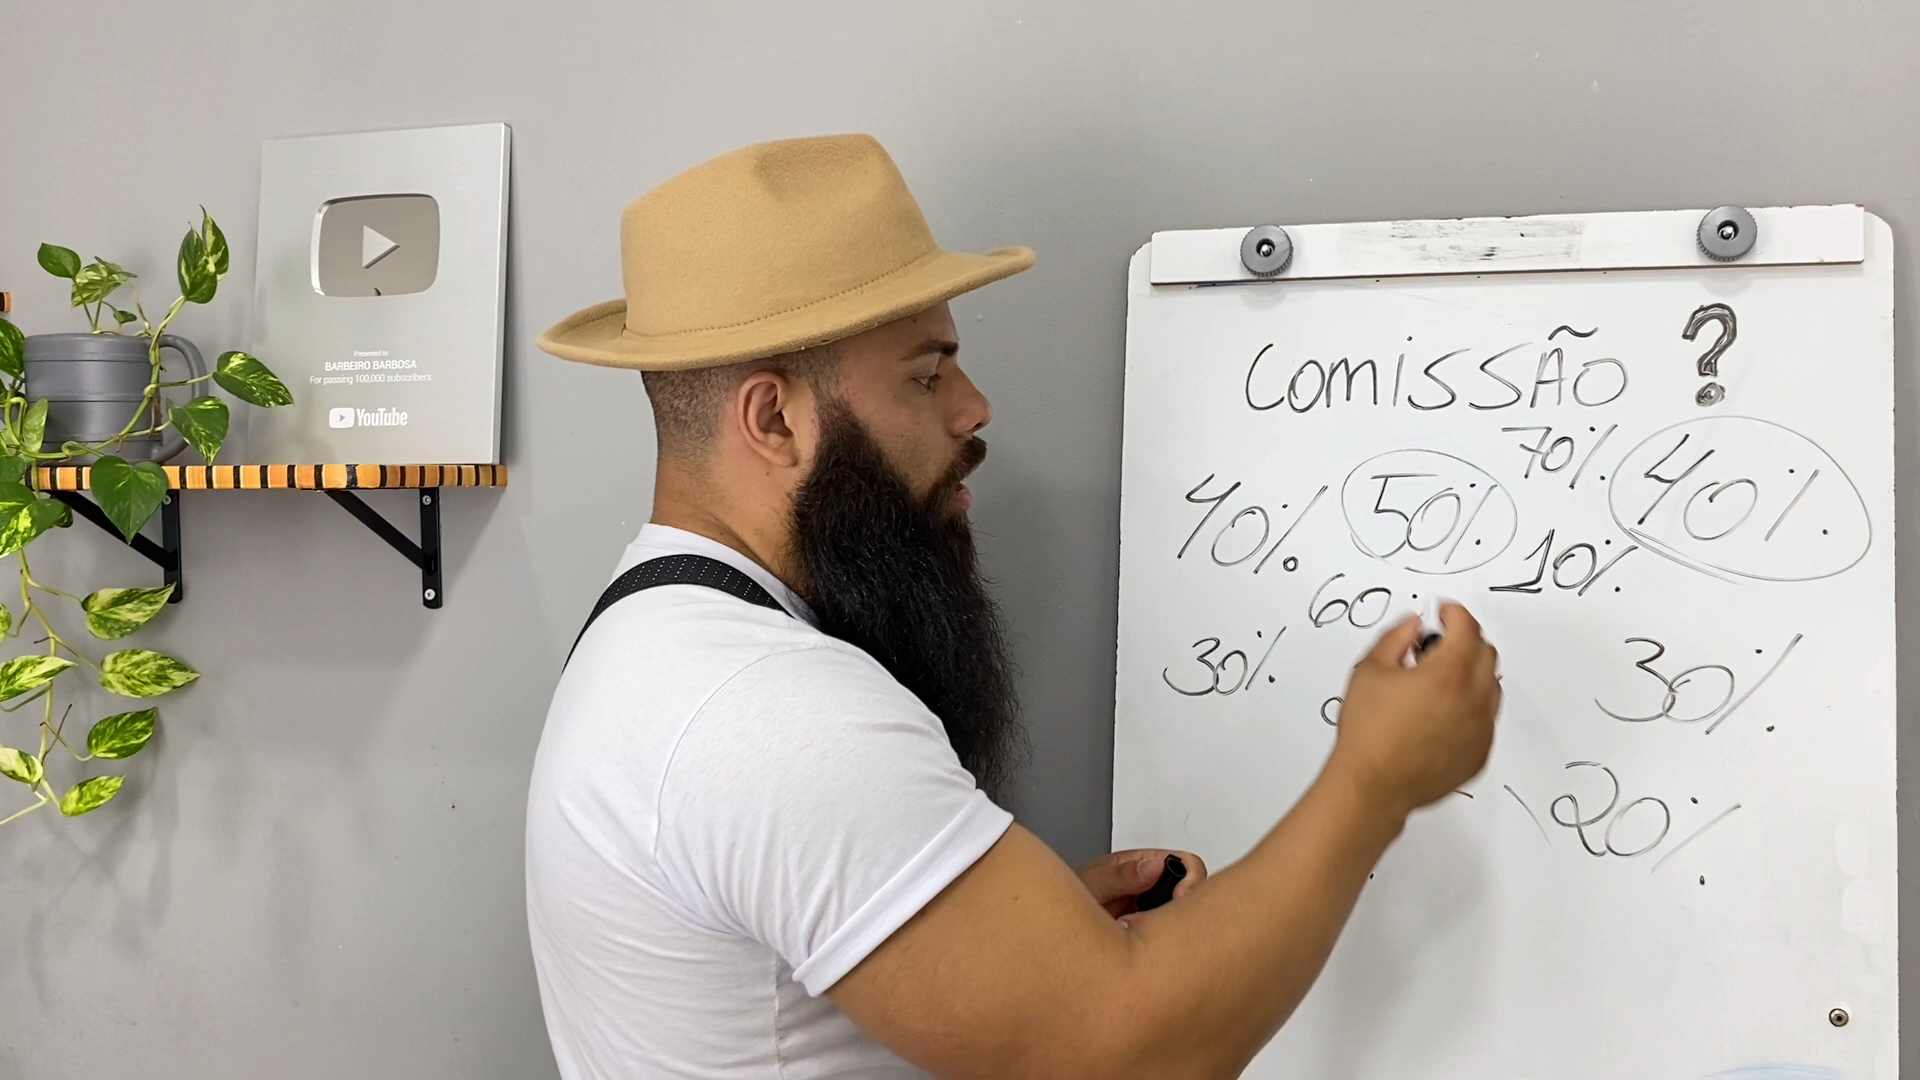 Presented to
BARBEIRO BARBOSA
For passing 100,000 subscribers
YouTube
COMISSÃO ?
70%
40% 50% 40%
10%
60
30% 30%
20%